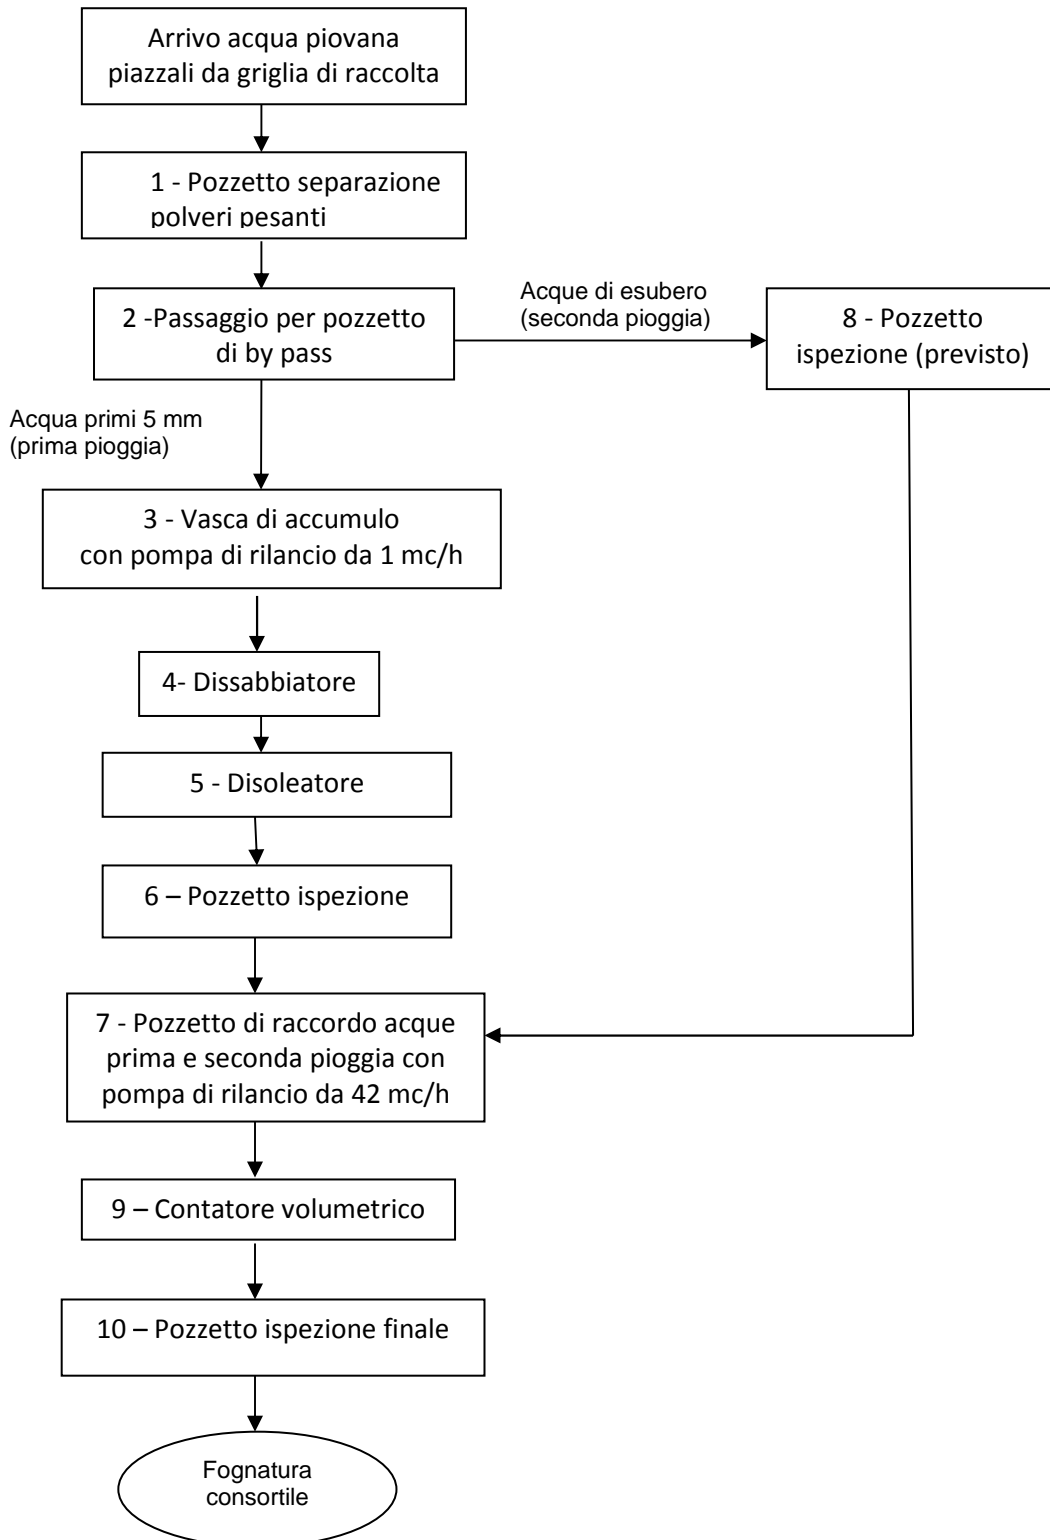 Arrivo acqua piovana
piazzali da griglia di raccolta
1 - Pozzetto separazione
polveri pesanti
2 -Passaggio per pozzetto
di by pass
Acque di esubero
(seconda pioggia)
8 - Pozzetto
ispezione (previsto)
Acqua primi 5 mm
(prima pioggia)
3 - Vasca di accumulo
con pompa di rilancio da 1 mc/h
4- Dissabbiatore
5 - Disoleatore
6 – Pozzetto ispezione
7 - Pozzetto di raccordo acque
prima e seconda pioggia con
pompa di rilancio da 42 mc/h
9 – Contatore volumetrico
10 – Pozzetto ispezione finale
Fognatura
consortile